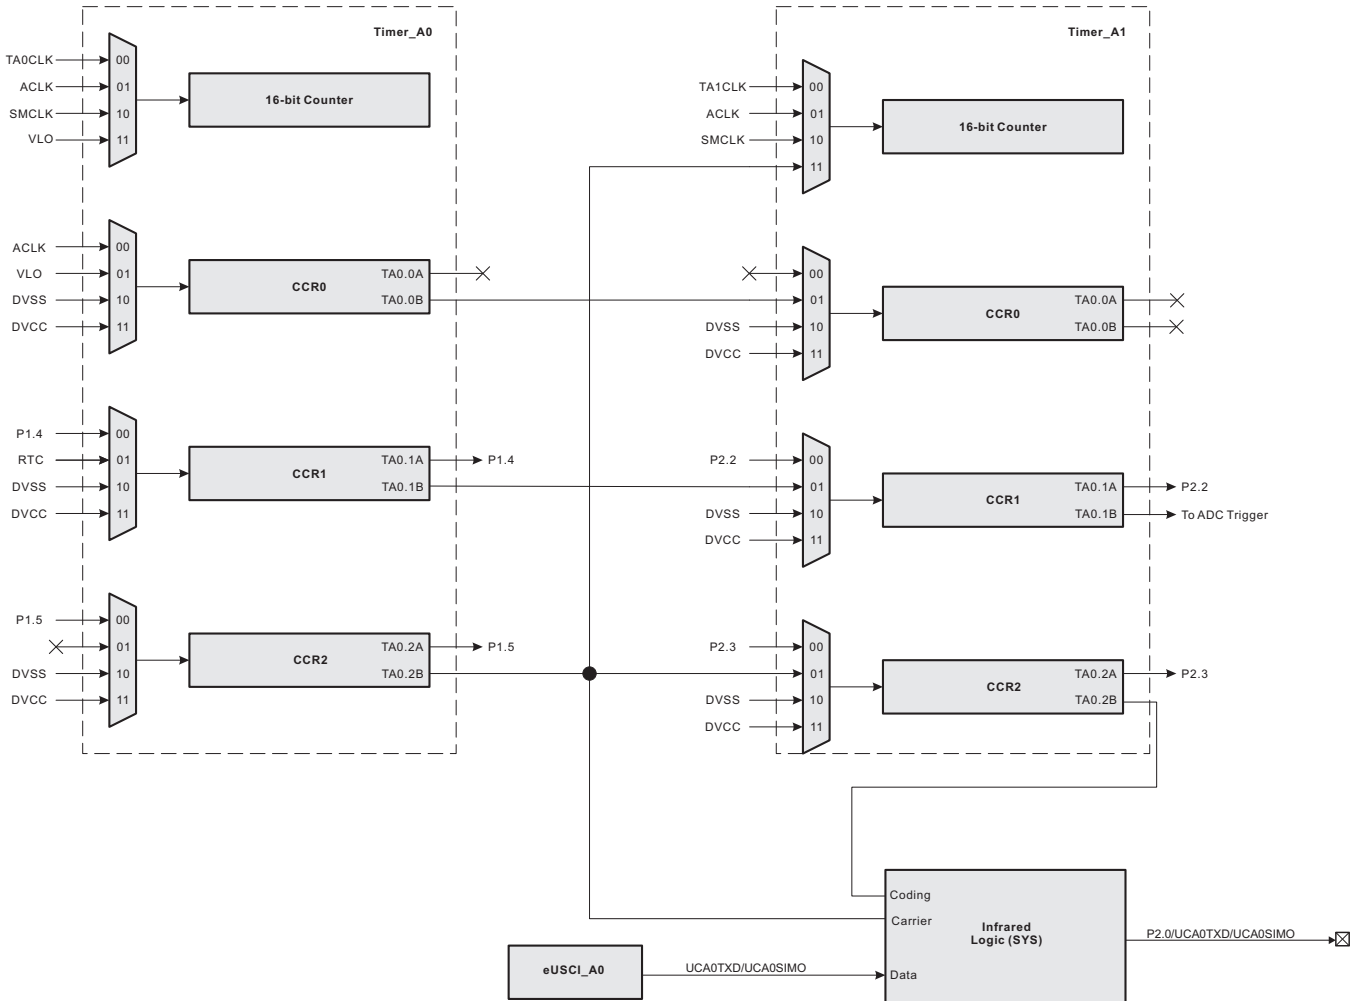 Timer_A0
TA0CLK
00
ACLK
01
SMCLK
10
VLO
11
16-bit Counter
ACLK
00
VLO
01
DVSS
10
DVCC
11
CCR0
TA0.0A
TA0.0B
P1.4
00
RTC
01
DVSS
10
DVCC
11
CCR1
TA0.1A
P1.4
TA0.1B
P1.5
00
01
DVSS
10
DVCC
11
CCR2
TA0.2A
P1.5
TA0.2B
Timer_A1
TA1CLK
00
ACLK
01
SMCLK
10
11
16-bit Counter
00
01
DVSS
10
DVCC
11
CCR0
TA0.0A
TA0.0B
P2.2
00
01
DVSS
10
DVCC
11
CCR1
TA0.1A
P2.2
TA0.1B
To ADC Trigger
P2.3
00
01
DVSS
10
DVCC
11
CCR2
TA0.2A
P2.3
TA0.2B
Coding
Carrier
Data
Infrared
Logic (SYS)
P2.0/UCA0TXD/UCA0SIMO
eUSCI_A0
UCA0TXD/UCA0SIMO